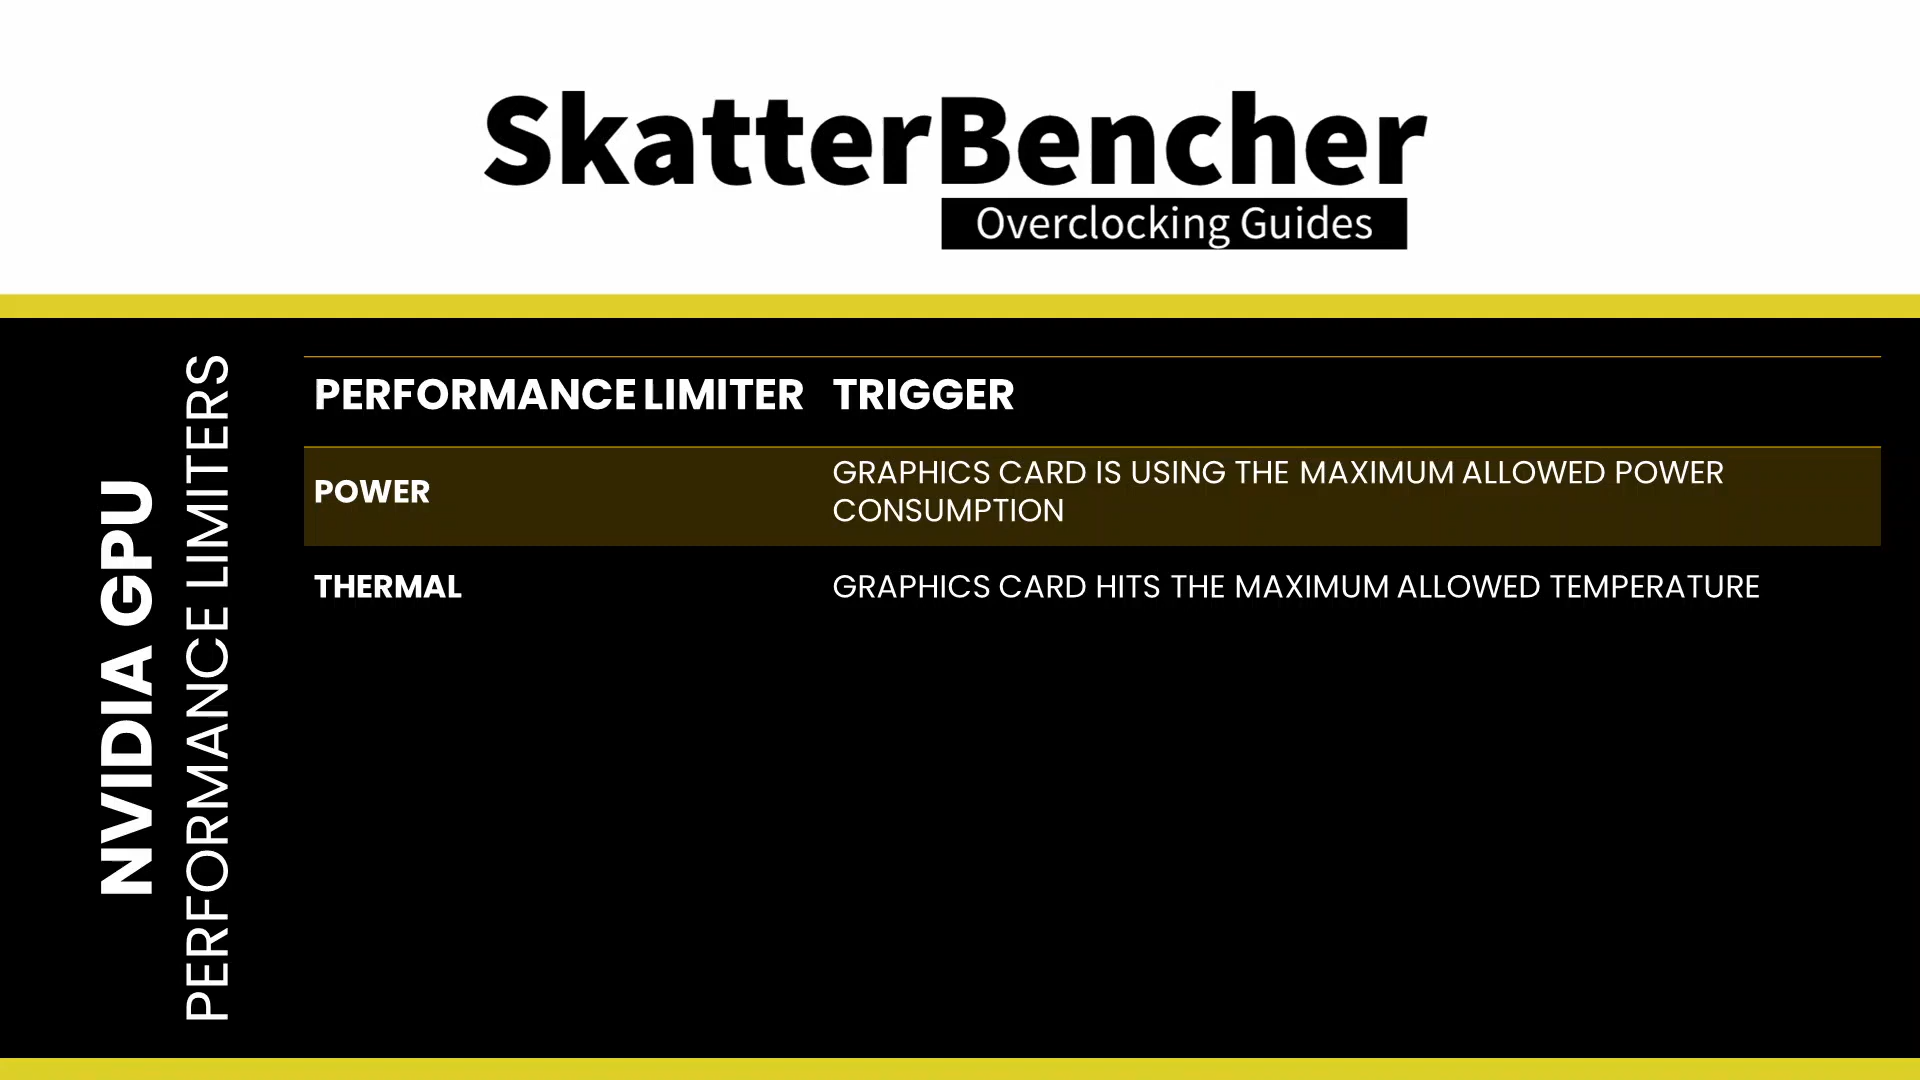 SkatterBencher
Overclocking Guides
NVIDIA GPU
PERFORMANCE LIMITERS
PERFORMANCE LIMITER TRIGGER
POWER GRAPHICS CARD IS USING THE MAXIMUM ALLOWED POWER
CONSUMPTION
THERMAL GRAPHICS CARD HITS THE MAXIMUM ALLOWED TEMPERATURE